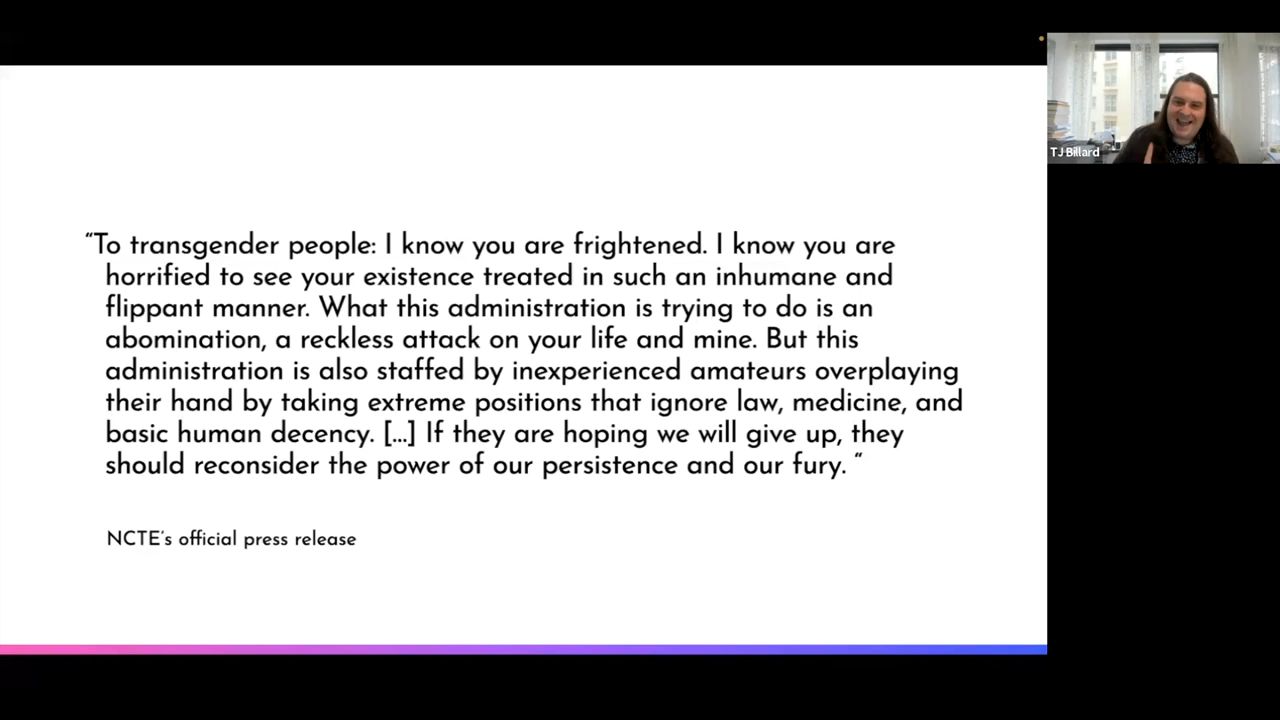 “To transgender people: I know you are frightened. I know you are
horrified to see your existence treated in such an inhumane and
flippant manner. What this administration is trying to do is an
abomination, a reckless attack on your life and mine. But this
administration is also staffed by inexperienced amateurs overplaying
their hand by taking extreme positions that ignore law, medicine, and
basic human decency. [...] If they are hoping we will give up, they
should reconsider the power of our persistence and our fury. “
NCTE’s official press release
TJ Billard